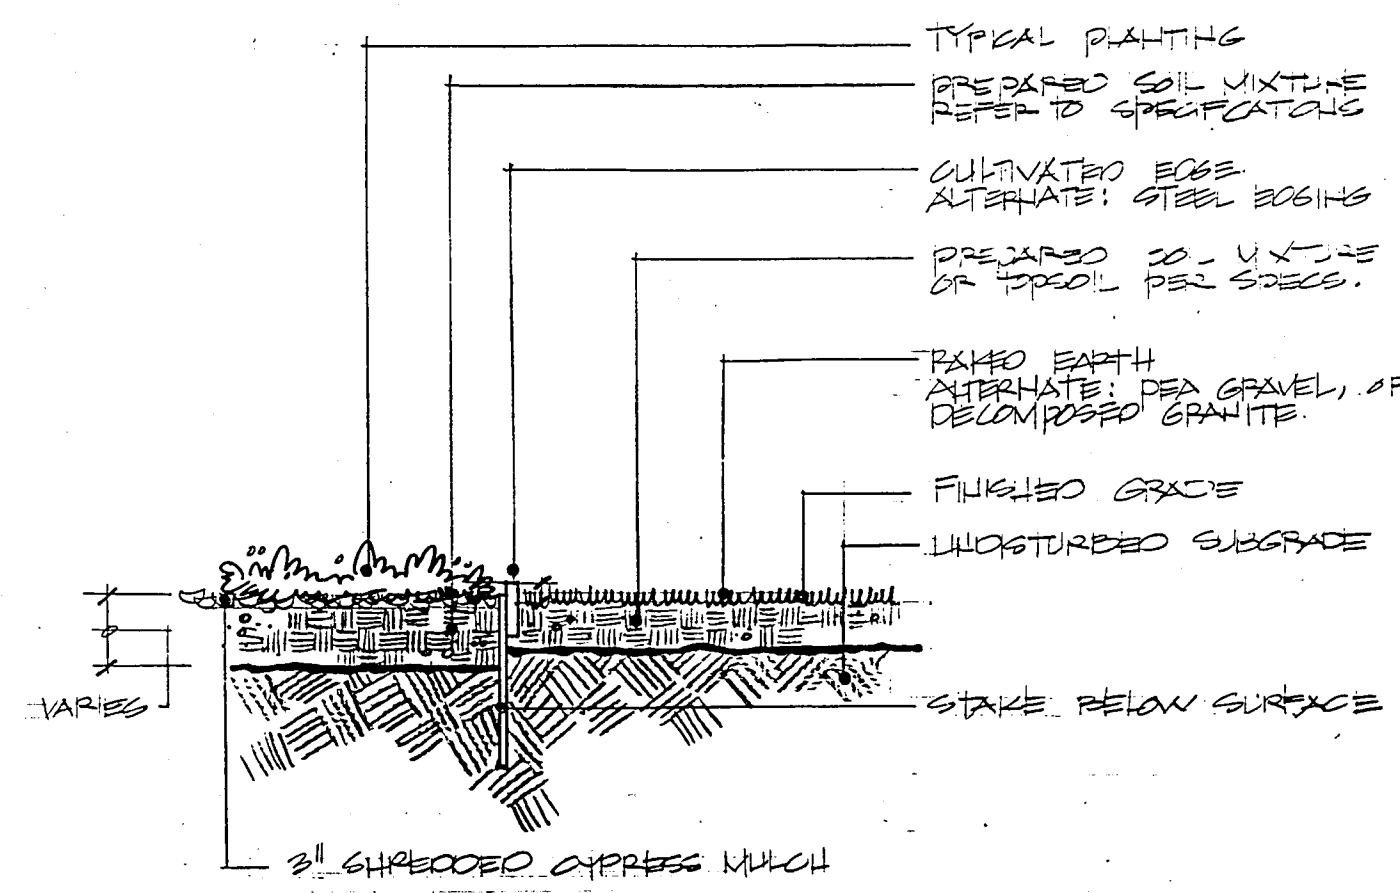 TYPICAL PLANTING
PREPARED SOIL MIXTURE
REFER TO SPECIFCATIONS
CULTIVATED EDGE
ALTERNATE: STEEL EDGING
PREPARED SOIL MIXTURE
OR TOPSOIL PER SPECS.
RAKED EARTH
ALTERNATE: PEA GRAVEL, OR
DECOMPOSED GRANITE.
FINISHED GRADE
UNDISTURBED SUBGRADE
VARIES
STAKE BELOW SURFACE
3" SHREDDED CYPRESS MULCH